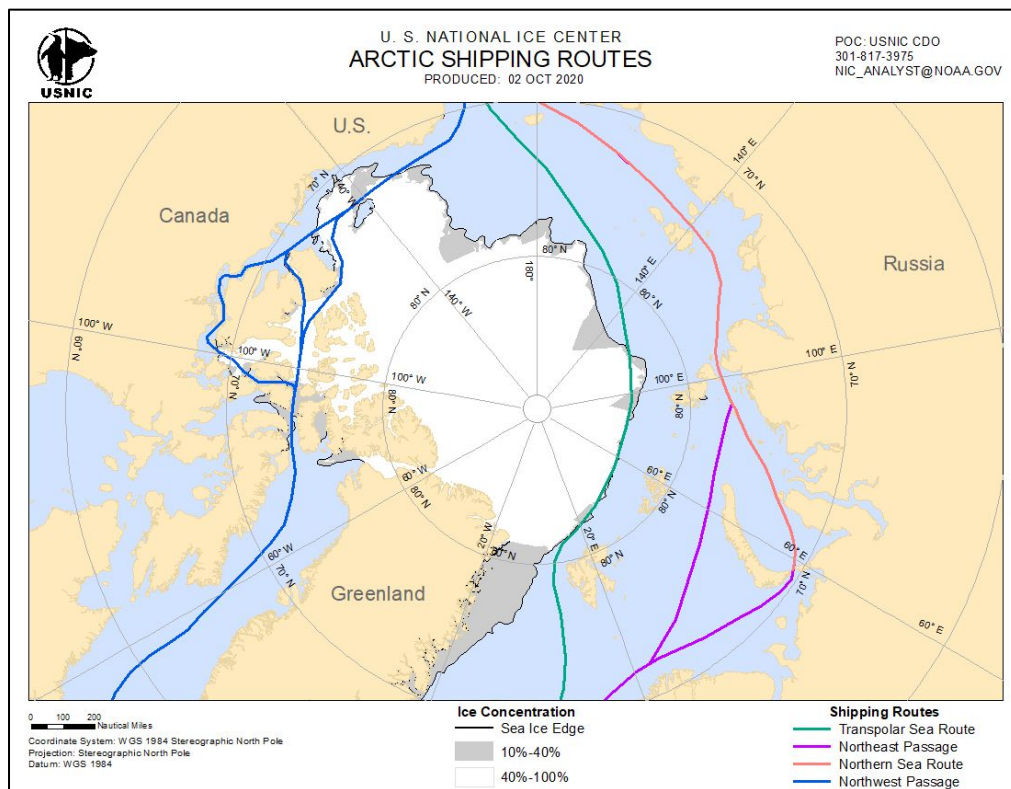 USNIC
U. S. NATIONAL ICE CENTER
ARCTIC SHIPPING ROUTES
PRODUCED: 02 OCT 2020
POC: USNIC CDO
301-817-3975
NIC_ANALYST@NOAA.GOV
U.S.
140° E
70° N
70° N
140° W
Canada
80° N
180°
140° E
80° N
Russia
80° N
140° W
100° W
60° N
100° W
70° N
100° W
80° N
100° E
80° N
100° E
70° N
60° W
80° N
60° E
80° N
20° W
80° N
20° E
80° N
60° W
70° N
60° E
70° N
Greenland
60° E
60° N
0 100 200
Nautical Miles
Coordinate System: WGS 1984 Stereographic North Pole
Projection: Stereographic North Pole
Datum: WGS 1984
Ice Concentration
Sea Ice Edge
10%-40%
40%-100%
Shipping Routes
Transpolar Sea Route
Northeast Passage
Northern Sea Route
Northwest Passage